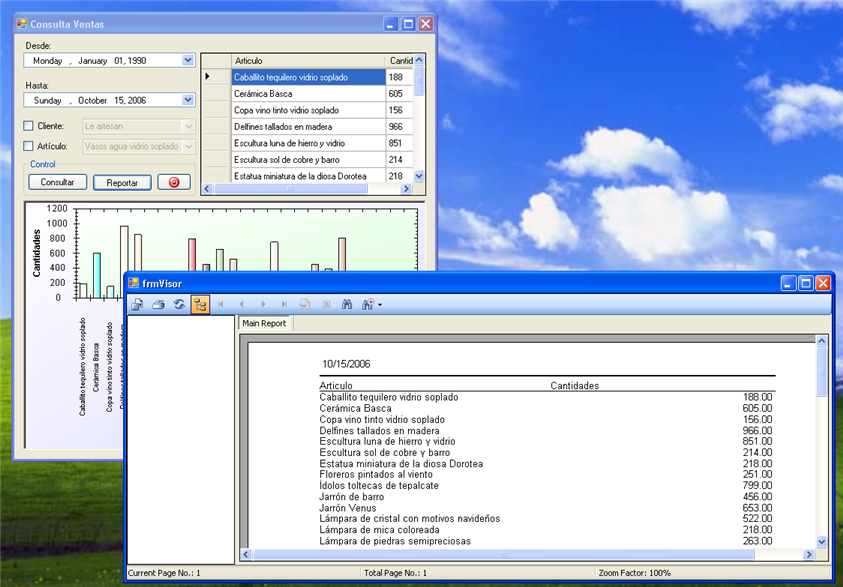 Consulta Ventas
Desde:
Monday , January 01, 1990
Hasta:
Sunday , October 15, 2006
Cliente: Le artesan
Artículo: Vasos agua vidrio soplado
Control
Consultar Reportar
Articulo Cantid
Caballito tequilero vidrio soplado 188
Cerámica Basca 605
Copa vino tinto vidrio soplado 156
Delfines tallados en madera 966
Escultura luna de hierro y vidrio 851
Escultura sol de cobre y barro 214
Estatua miniatura de la diosa Dorotea 218
Cantidades
1200
1000
800
600
400
200
0
Caballito tequilero vidrio soplado
Cerámica Basca
Copa vino tinto vidrio soplado
frmVisor
Main Report
10/15/2006
Articulo Cantidades
Caballito tequilero vidrio soplado 188.00
Cerámica Basca 605.00
Copa vino tinto vidrio soplado 156.00
Delfines tallados en madera 966.00
Escultura luna de hierro y vidrio 851.00
Escultura sol de cobre y barro 214.00
Estatua miniatura de la diosa Dorotea 218.00
Floreros pintados al viento 251.00
Ídolos toltecas de tepalcate 799.00
Jarrón de barro 456.00
Jarrón Venus 653.00
Lámpara de cristal con motivos navideños 522.00
Lámpara de mica coloreada 218.00
Lámpara de piedras semipreciosas 263.00
Current Page No.: 1 Total Page No.: 1 Zoom Factor: 100%